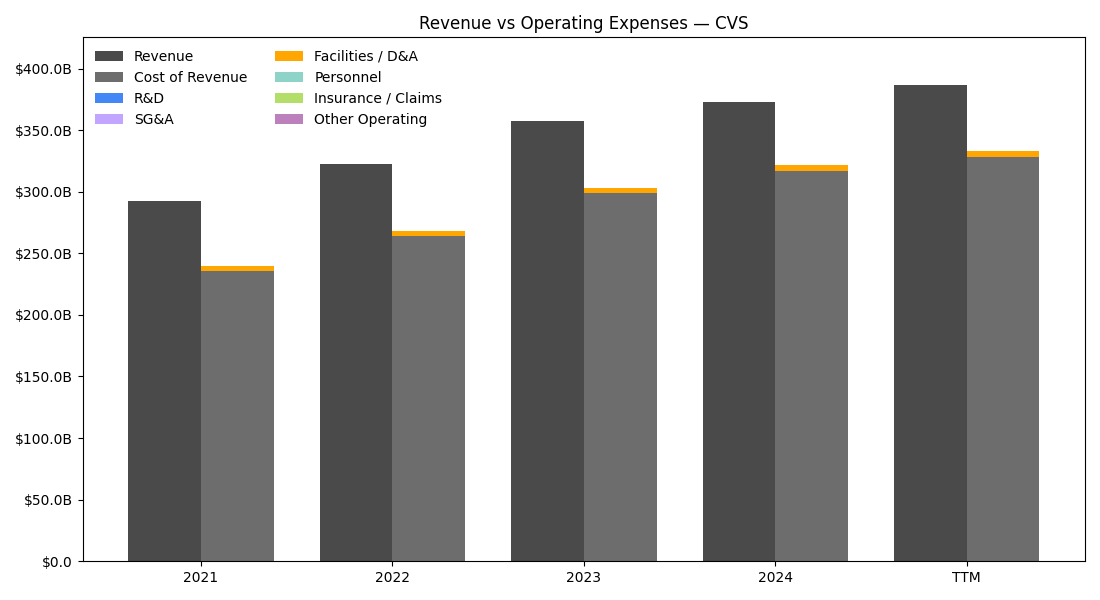 Revenue vs Operating Expenses — CVS
Revenue
Cost of Revenue
R&D
SG&A
Facilities / D&A
Personnel
Insurance / Claims
Other Operating
$400.0B
$350.0B
$300.0B
$250.0B
$200.0B
$150.0B
$100.0B
$50.0B
$0.0
2021 2022 2023 2024 TTM